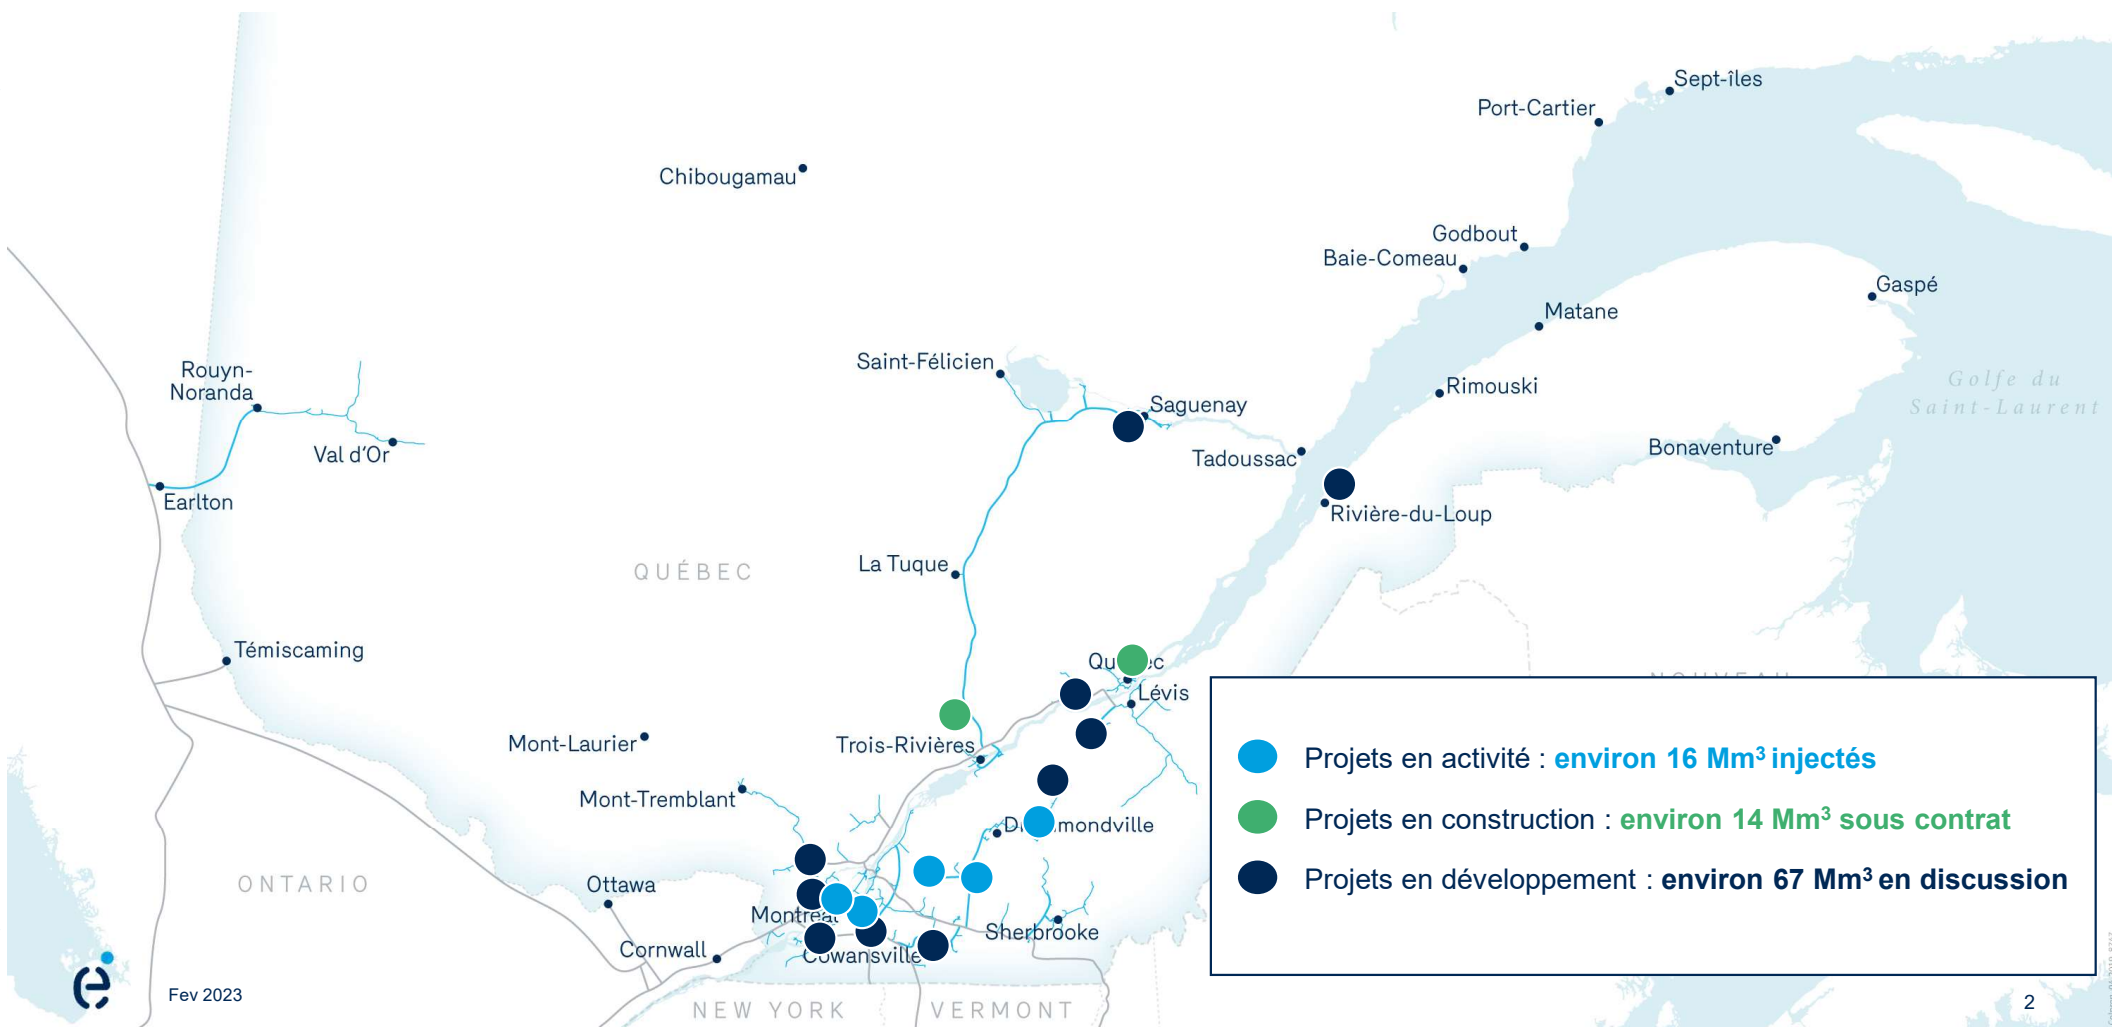 Sept-îles
Port-Cartier
Chibougamau
Godbout
Baie-Comeau
Gaspé
Matane
Saint-Félicien
Rouyn-
Noranda
Rimouski
Golfe du
Saint-Laurent
Saguenay
Val d'Or
Tadoussac
Bonaventure
Earlton
Rivière-du-Loup
QUÉBEC
La Tuque
Témiscaming
Lévis
Mont-Laurier
Trois-Rivières
Projets en activité : environ 16 Mm³ injectés
Mont-Tremblant
Projets en construction : environ 14 Mm³ sous contrat
ONTARIO
Ottawa
Projets en développement : environ 67 Mm³ en discussion
Montréal
Sherbrooke
Cornwall
Cowansville
e
Fev 2023
NEW YORK
VERMONT
2